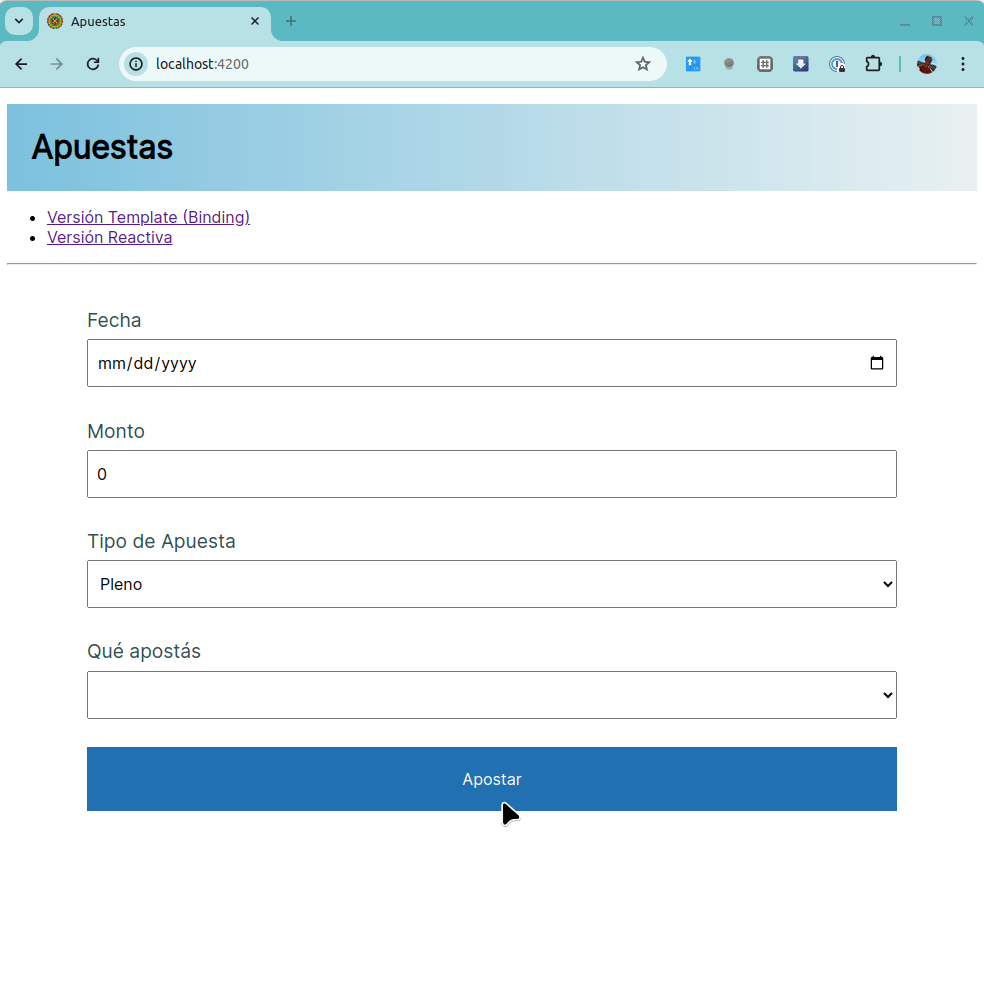 Apuestas
localhost:4200
Apuestas
Versión Template (Binding)
Versión Reactiva
Fecha
mm/dd/yyyy
Monto
0
Tipo de Apuesta
Pleno
Qué apostás
Apostar